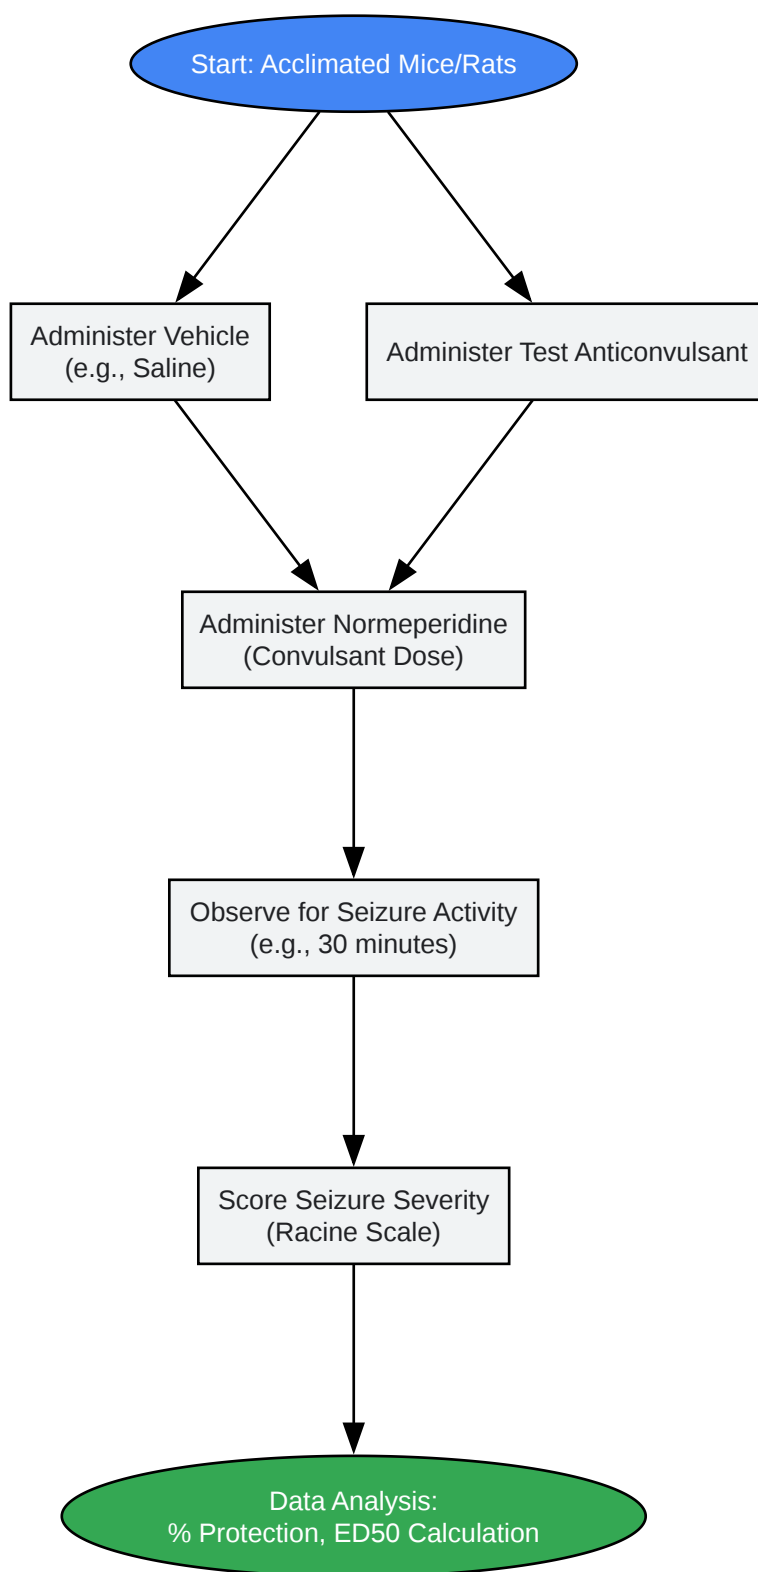 Start: Acclimated Mice/Rats
Administer Vehicle
(e.g., Saline)
Administer Test Anticonvulsant
Administer Normeperidine
(Convulsant Dose)
Observe for Seizure Activity
(e.g., 30 minutes)
Score Seizure Severity
(Racine Scale)
Data Analysis:
% Protection, ED50 Calculation